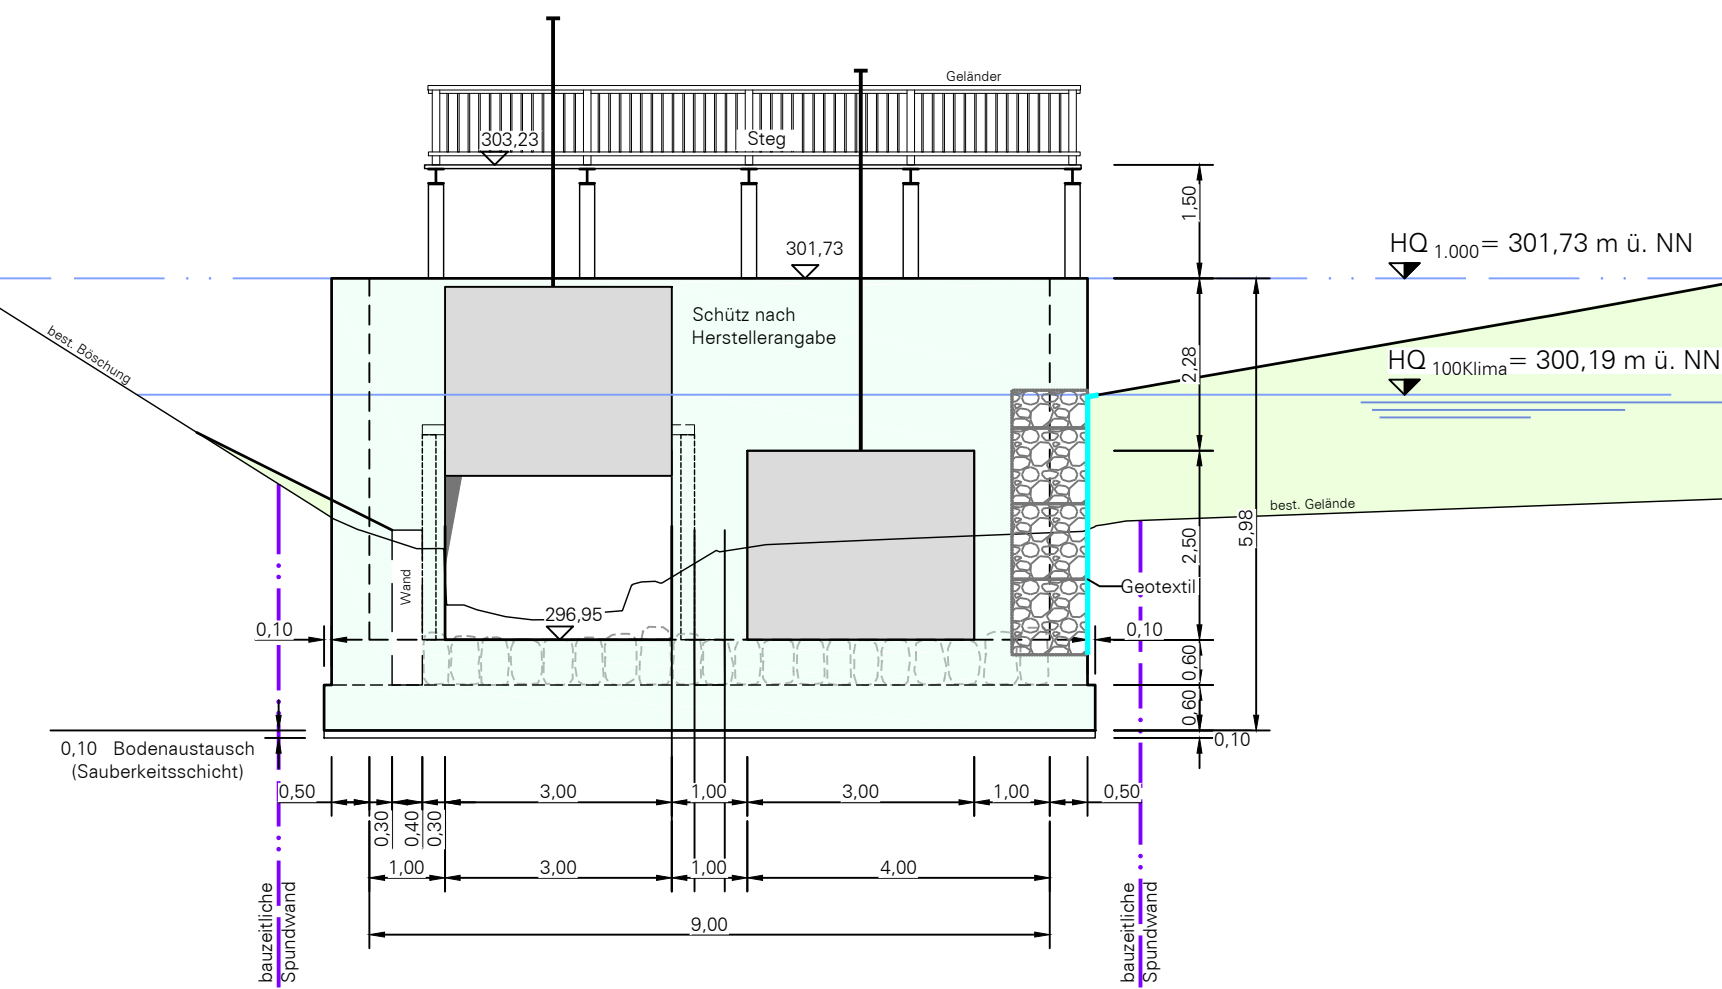 Geländer
303,23
Steg
1,50
301,73
HQ 1.000= 301,73 m ü. NN
Schütz nach
Herstellerangabe
best. Böschung
2,28
HQ 100Klima= 300,19 m ü. NN
best. Gelände
5,98
2,50
Wand
Geotextil
296,95
0,10
0,10
0,60
0,60
0,10
0,10 Bodenaustausch
(Sauberkeitsschicht)
0,50
3,00
1,00
3,00
1,00
0,50
0,30
0,40
0,30
1,00
3,00
1,00
4,00
9,00
bauzeitliche
Spundwand
bauzeitliche
Spundwand